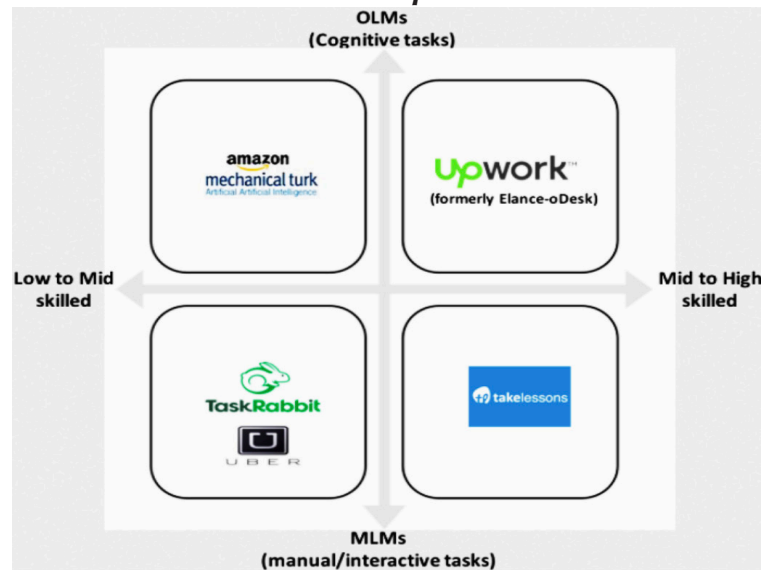 OLMs
(Cognitive tasks)
amazon
mechanical turk
Artificial Artificial Intelligence
upwork™
(formerly Elance-oDesk)
Low to Mid
skilled
Mid to High
skilled
TaskRabbit
U
UBER
takelessons
MLMs
(manual/interactive tasks)